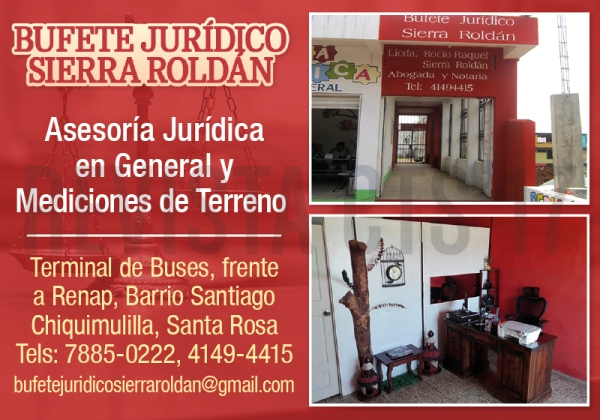 BUFETE JURÍDICO
SIERRA ROLDÁN
Asesoría Jurídica
en General y
Mediciones de Terreno
Terminal de Buses, frente
a Renap, Barrio Santiago
Chiquimulilla, Santa Rosa
Tels: 7885-0222, 4149-4415
bufetejuridicosierraroldan@gmail.com
Bufete Jurídico
Sierra Roldán
Licda. Rocío Raquel
Sierra Roldán
Abogada y Notaria
Tel: 41494415